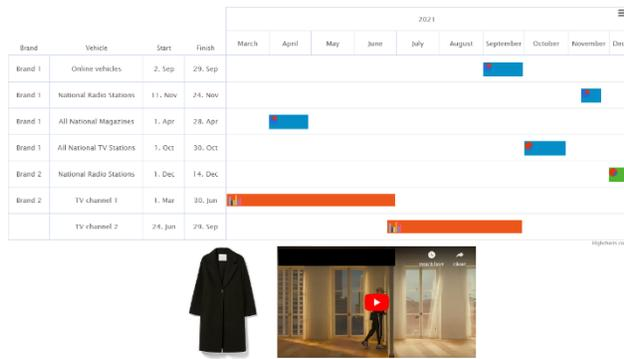 2021
Brand Vehicle Start Finish March April May June July August September October November Dec
Brand 1 Online vehicles 2. Sep 29. Sep
Brand 1 National Radio Stations 11. Nov 24. Nov
Brand 1 All National Magazines 1. Apr 28. Apr
Brand 1 All National TV Stations 1. Oct 30. Oct
Brand 2 National Radio Stations 1. Dec 14. Dec
Brand 2 TV channel 1 1. Mar 30. Jun
TV channel 2 24. Jun 29. Sep
Highcharts.co